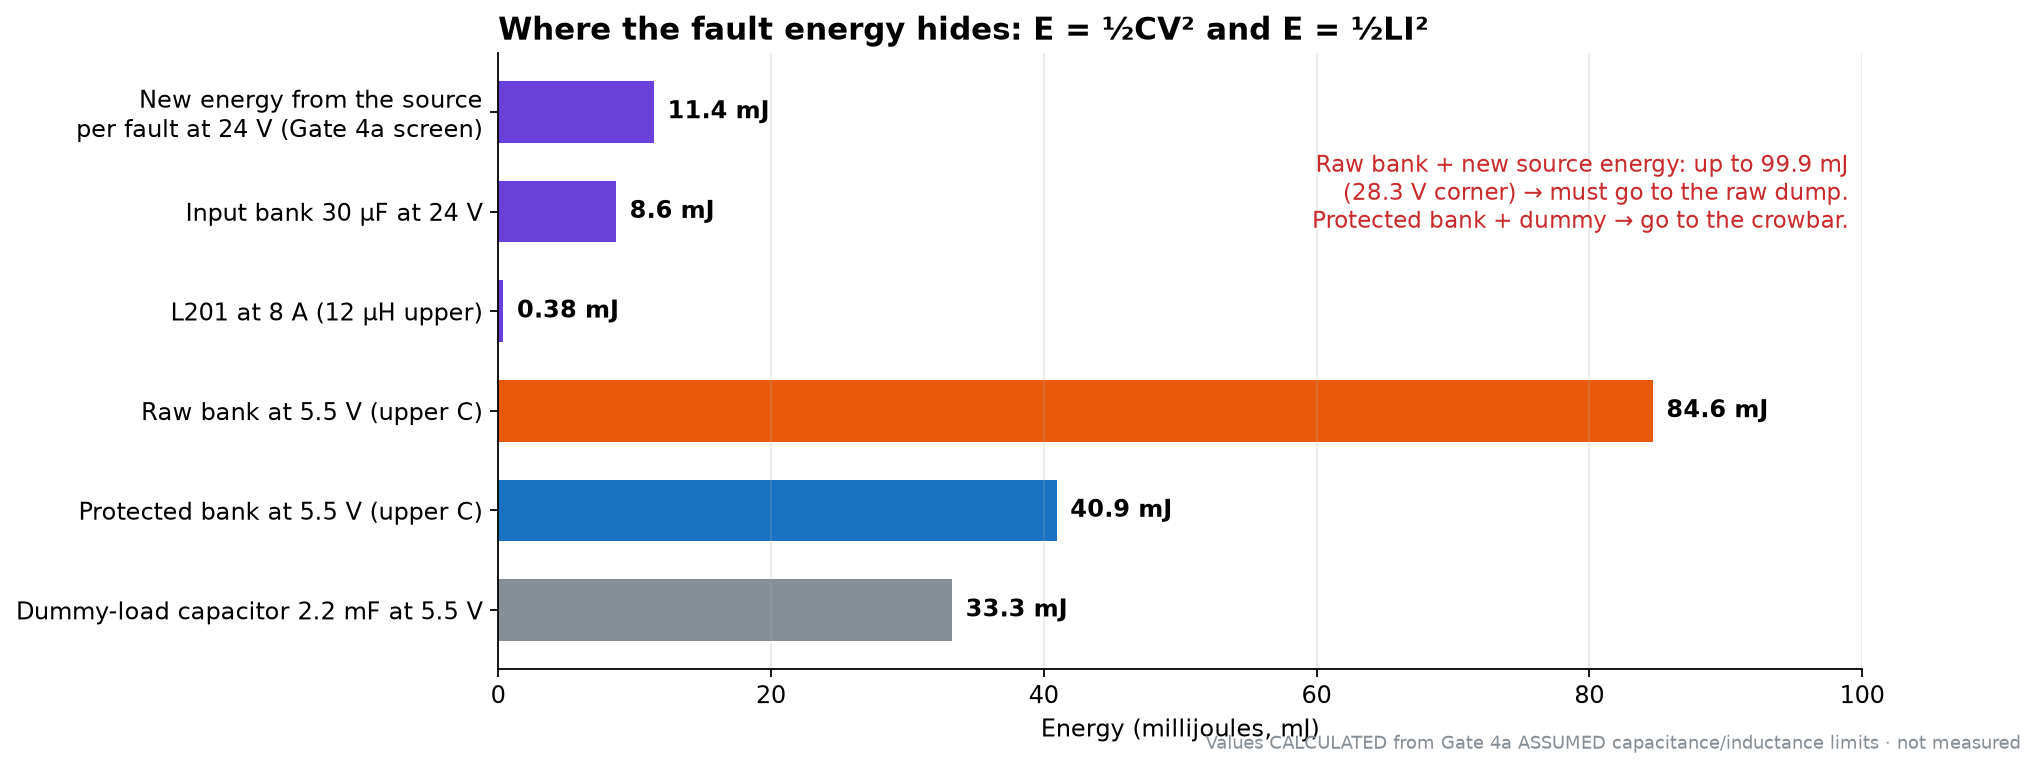 Where the fault energy hides: E = ½CV² and E = ½LI²
New energy from the source
per fault at 24 V (Gate 4a screen)
11.4 mJ
Input bank 30 µF at 24 V
8.6 mJ
L201 at 8 A (12 µH upper)
0.38 mJ
Raw bank at 5.5 V (upper C)
84.6 mJ
Protected bank at 5.5 V (upper C)
40.9 mJ
Dummy-load capacitor 2.2 mF at 5.5 V
33.3 mJ
Raw bank + new source energy: up to 99.9 mJ
(28.3 V corner) → must go to the raw dump.
Protected bank + dummy → go to the crowbar.
0 20 40 60 80 100
Energy (millijoules, mJ)
Values CALCULATED from Gate 4a ASSUMED capacitance/inductance limits · not measured